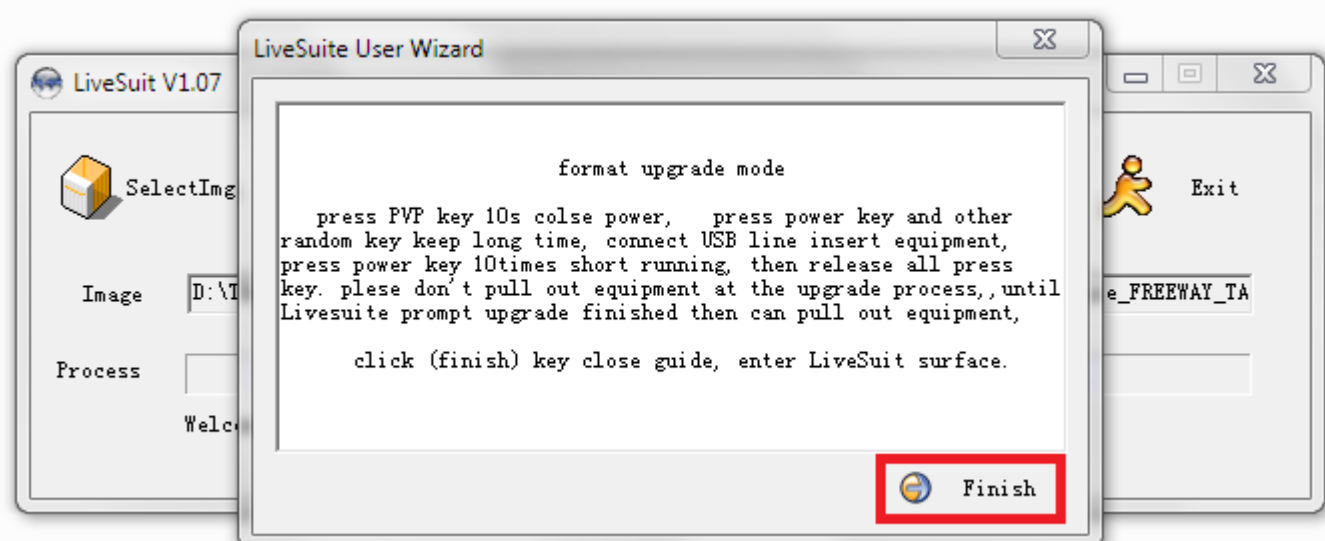 LiveSuite User Wizard
LiveSuit V1.07
format upgrade mode
press PVP key 10s colse power, press power key and other
random key keep long time, connect USB line insert equipment,
press power key 10times short running, then release all press
key. plese don't pull out equipment at the upgrade process,,until
Livesuite prompt upgrade finished then can pull out equipment,
click (finish) key close guide, enter LiveSuit surface.
SelectImg
Exit
Image
D:\T
e_FREEWAY_TA
Process
Finish